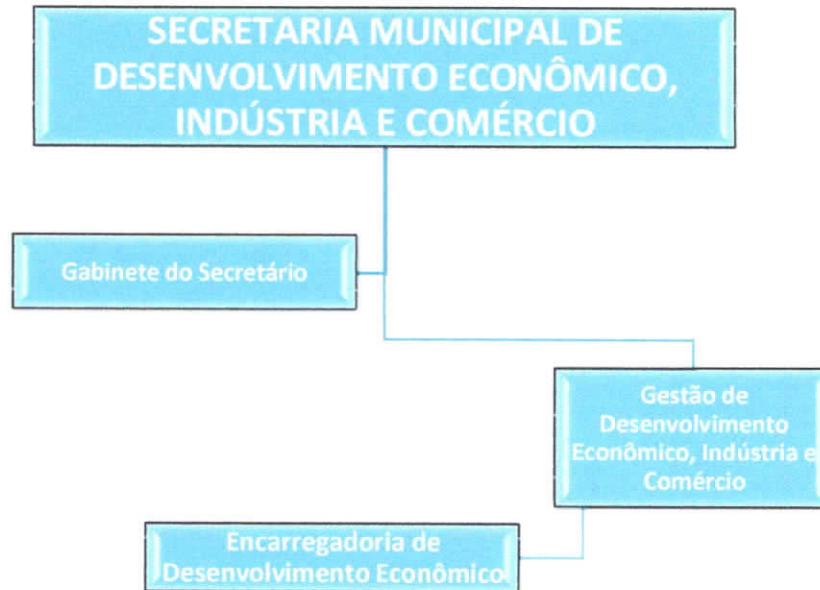 SECRETARIA MUNICIPAL DE
DESENVOLVIMENTO ECONÔMICO,
INDÚSTRIA E COMÉRCIO
Gabinete do Secretário
Gestão de
Desenvolvimento
Econômico, Indústria e
Comércio
Encarregadoria de
Desenvolvimento Econômico